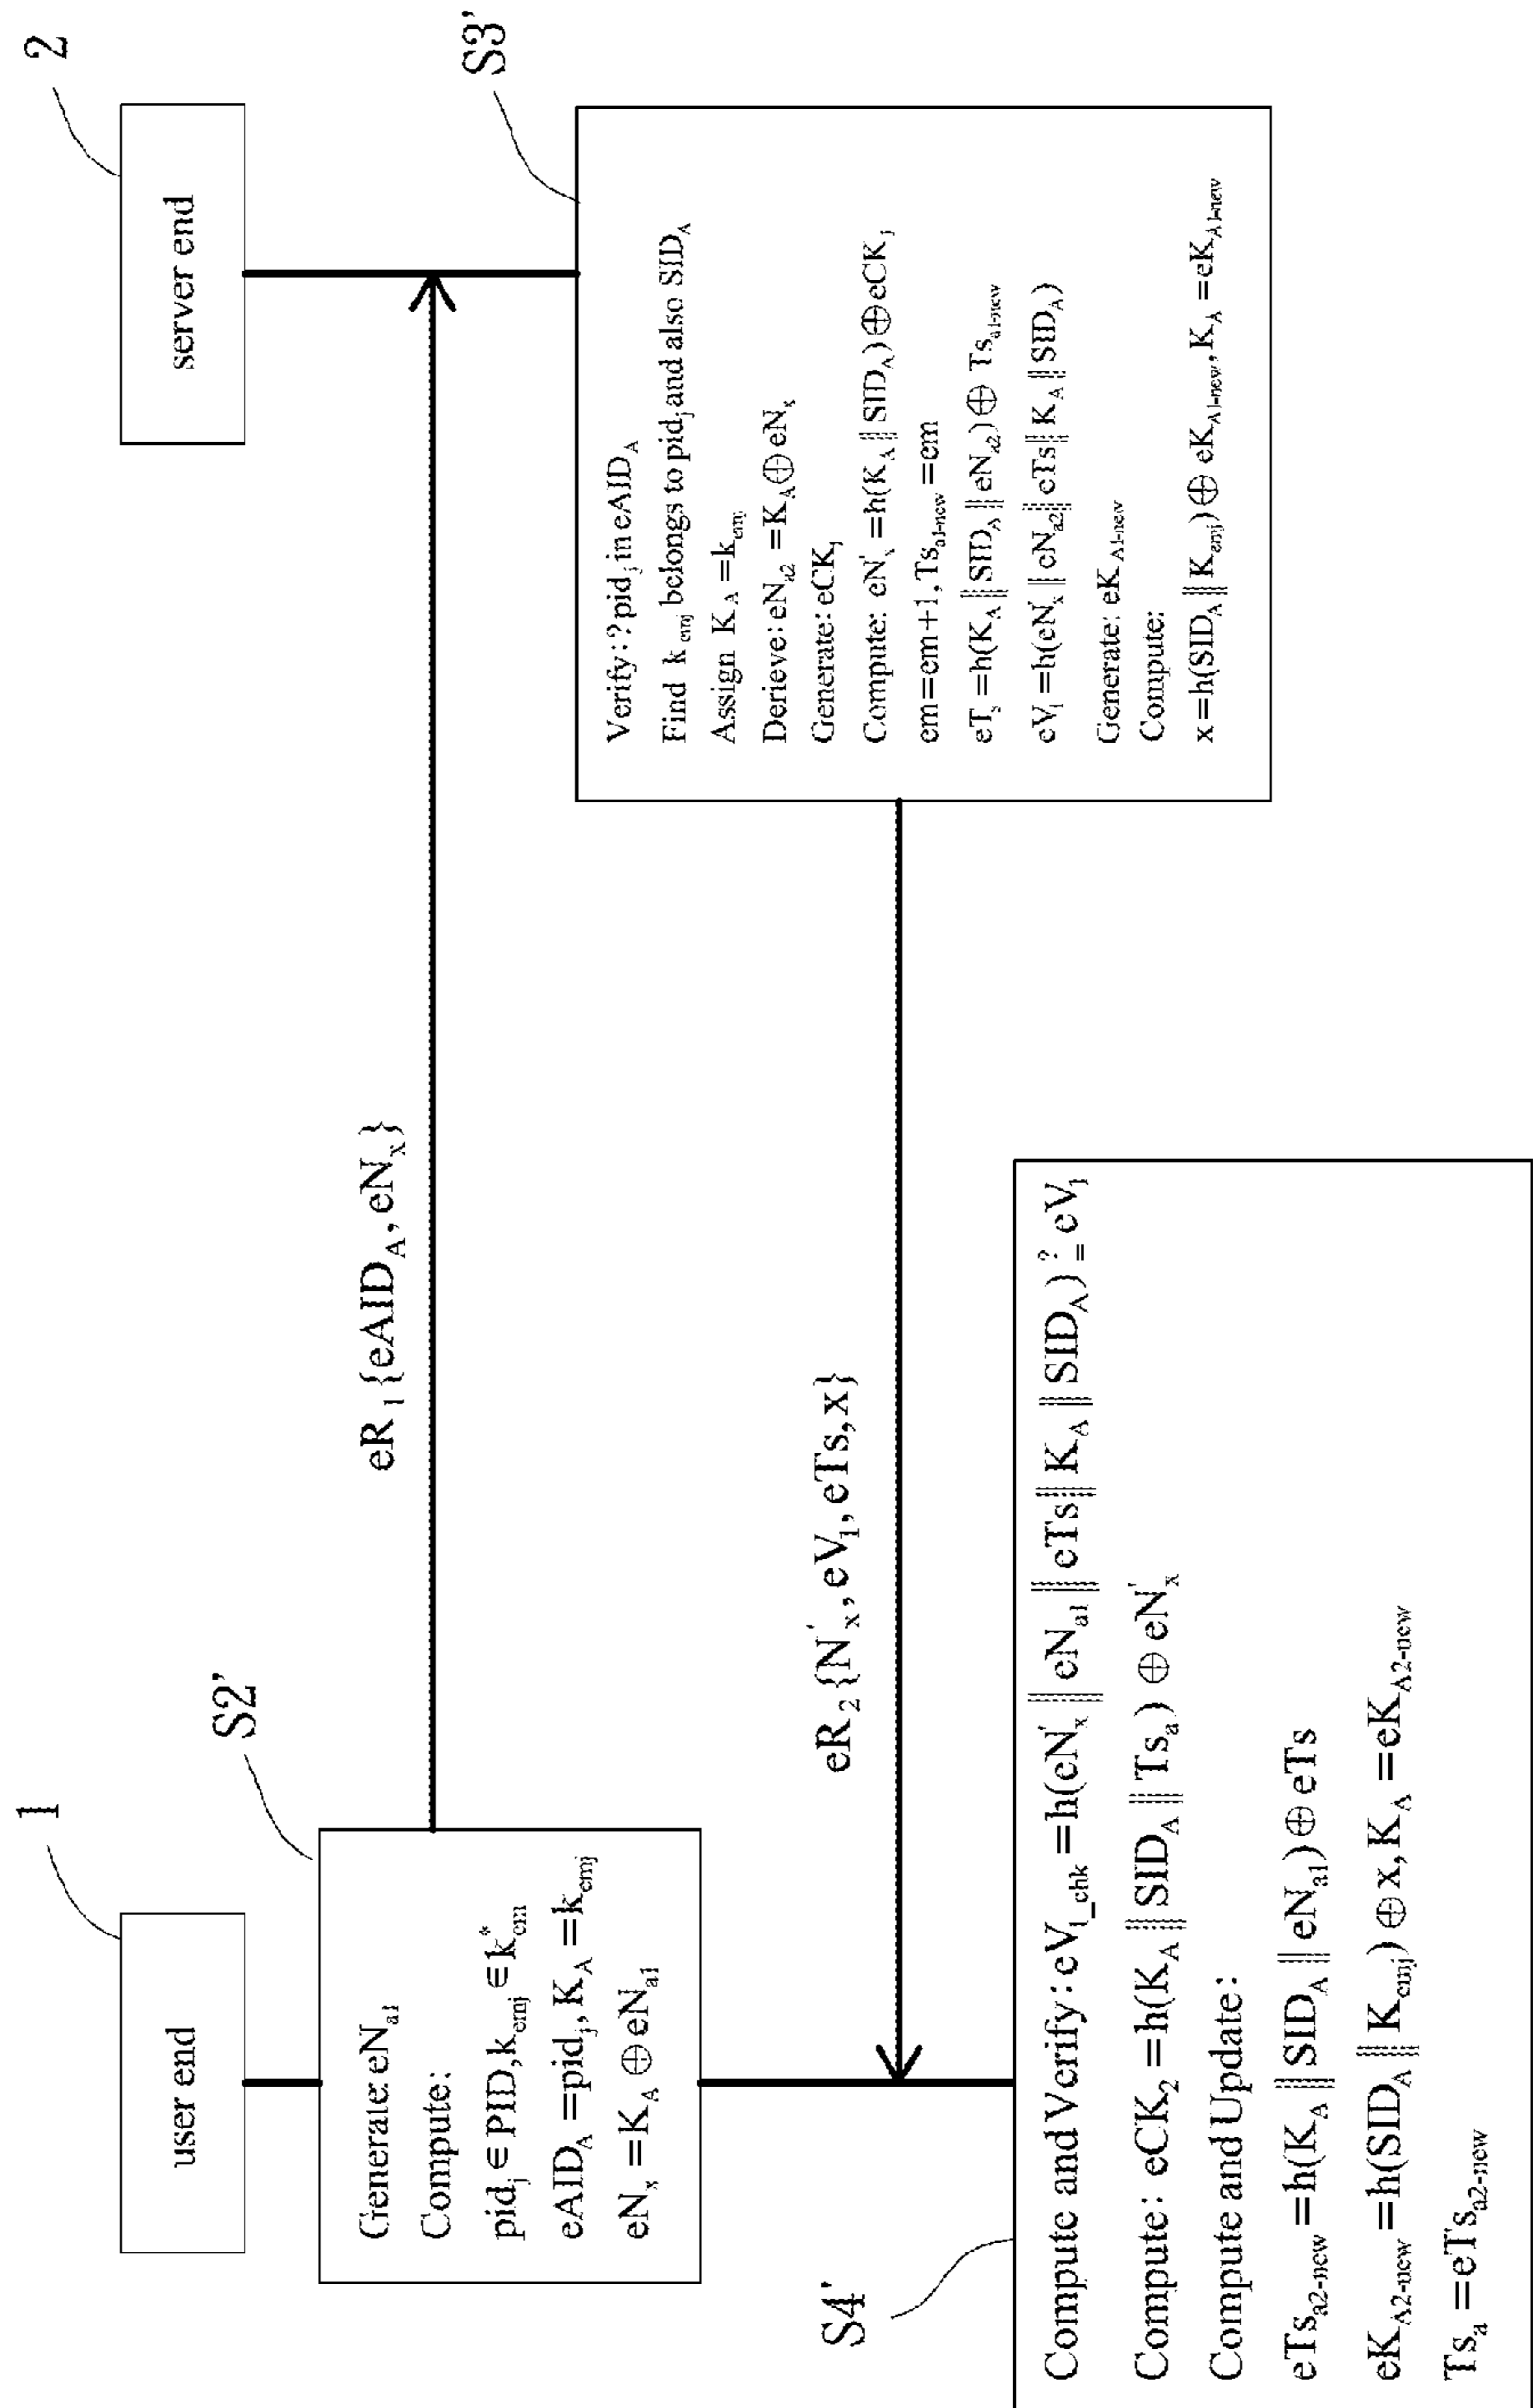 1
user end
2
server end
S2'
Generate: eN_a1
Compute:
pid_j ∈ PID, k_emj ∈ k*_em
eAID_A = pid_j, K_A = k_emj
eN_x = K_A ⊕ eN_a1
eR_1 {eAID_A, eN_x}
S3'
Verify: ? pid_j in eAID_A
Find k_emj belongs to pid_j and also SID_A
Assign K_A = k_emj
Derieve: eN_a2 = K_A ⊕ eN_x
Generate: eCK_1
Compute: eN'_x = h(K_A || SID_A) ⊕ eCK_1
em = em+1, Ts_a1-new = em
eT_s = h(K_A || SID_A || eN_a2) ⊕ Ts_a1-new
eV_1 = h(eN'_x || eN_a2 || eTs || K_A || SID_A)
Generate: eK_A1-new
Compute:
x = h(SID_A || K_emj) ⊕ eK_A1-new, K_A = eK_A1-new
eR_2 {N'_x, eV_1, eTs, x}
S4'
Compute and Verify: eV_1_chk = h(eN'_x || eN_a1 || eTs || K_A || SID_A) ?= eV_1
Compute: eCK_2 = h(K_A || SID_A || Ts_a) ⊕ eN'_x
Compute and Update:
eTs_a2-new = h(K_A || SID_A || eN_a1) ⊕ eTs
eK_A2-new = h(SID_A || K_emj) ⊕ x, K_A = eK_A2-new
Ts_a = eTs_a2-new